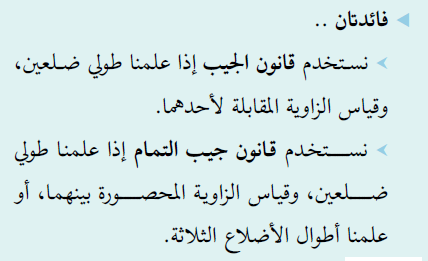 فائدتان ..
نستخدم قانون الجيب إذا علمنا طولي ضلعين،
وقياس الزاوية المقابلة لأحدهما.
نستخدم قانون جيب التمام إذا علمنا طولي
ضلعين، وقياس الزاوية المحصورة بينهما، أو
علمنا أطوال الأضلاع الثلاثة.